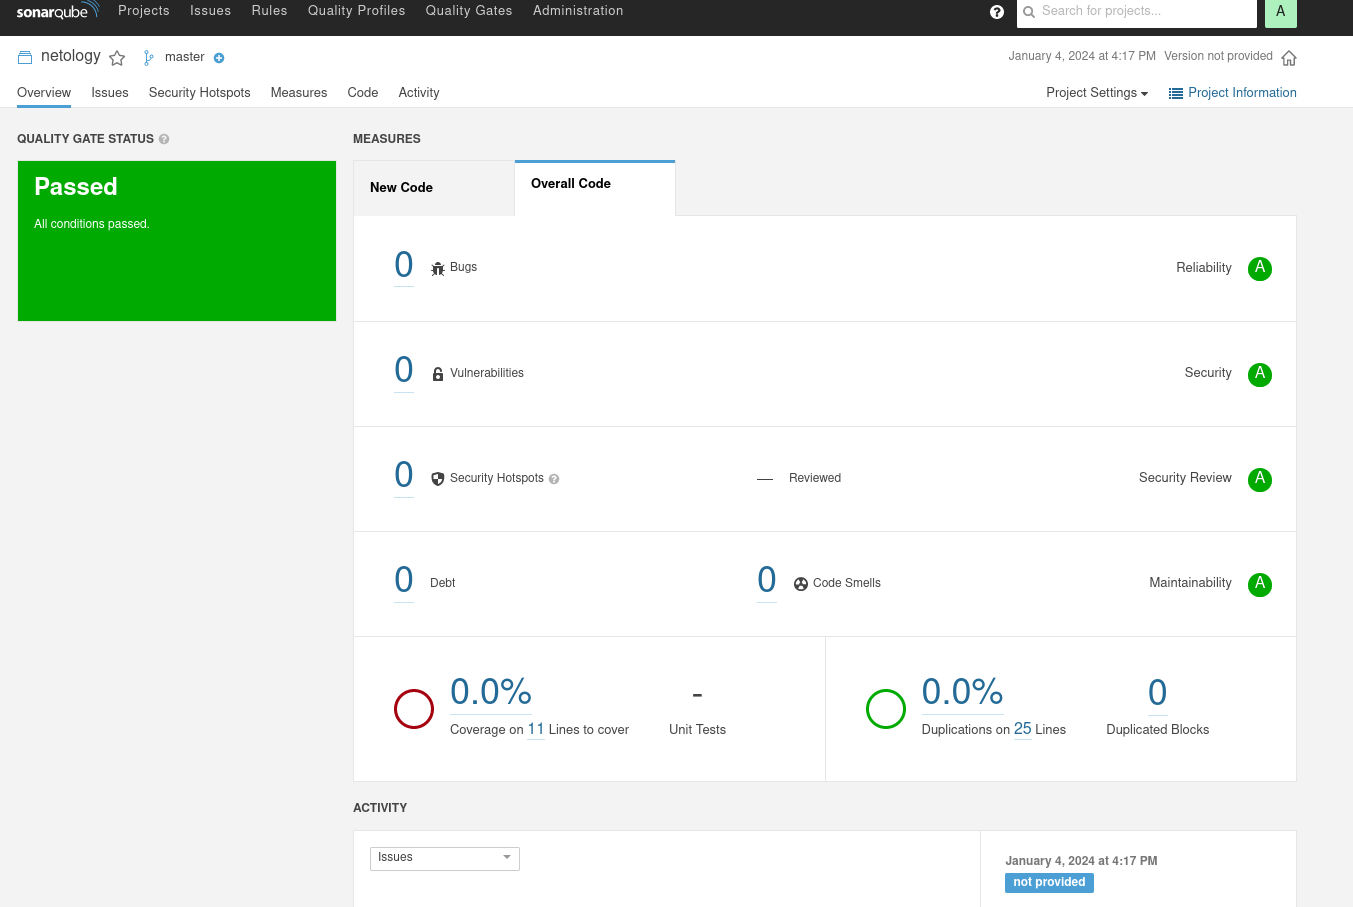 sonarqube Projects Issues Rules Quality Profiles Quality Gates Administration ? Search for projects... A
netology master January 4, 2024 at 4:17 PM Version not provided
Overview Issues Security Hotspots Measures Code Activity Project Settings Project Information
QUALITY GATE STATUS ? MEASURES
Passed
All conditions passed.
New Code Overall Code
0 Bugs Reliability A
0 Vulnerabilities Security A
0 Security Hotspots ? — Reviewed Security Review A
0 Debt 0 Code Smells Maintainability A
0.0% - 0.0% 0
Coverage on 11 Lines to cover Unit Tests Duplications on 25 Lines Duplicated Blocks
ACTIVITY
Issues
January 4, 2024 at 4:17 PM
not provided